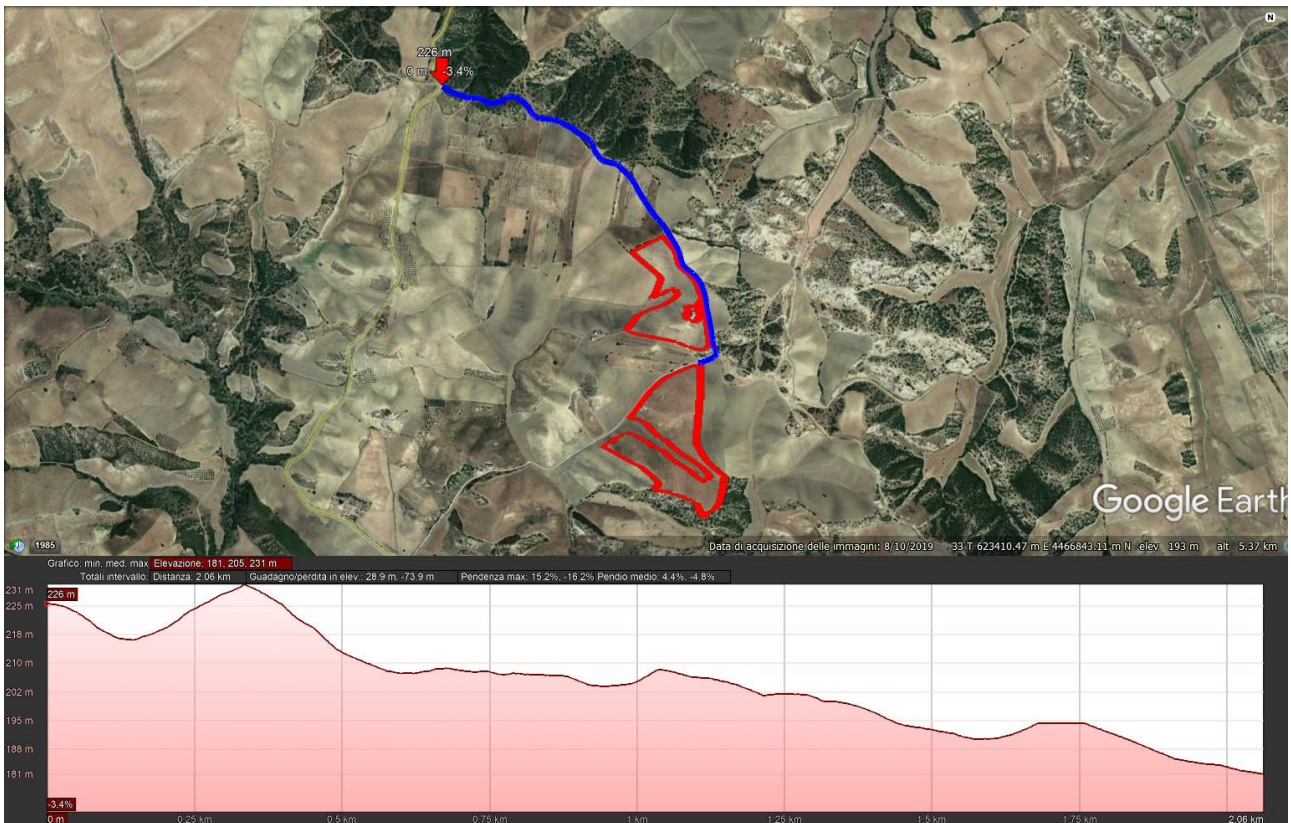 N
226 m
0 m -3.4%
Google Earth
1985
Data di acquisizione delle immagini: 8/10/2019 33 T 623410.47 m E 4466843.11 m N elev 193 m alt 5.37 km
Grafico: min, med, max Elevazione: 181, 205, 231 m
Totali intervallo: Distanza: 2.06 km Guadagno/perdita in elev.: 28.9 m, -73.9 m Pendenza max: 15.2%, -16.2% Pendio medio: 4.4%, -4.8%
231 m
226 m
225 m
218 m
210 m
202 m
195 m
188 m
181 m
-3.4%
0 m 0.25 km 0.5 km 0.75 km 1 km 1.25 km 1.5 km 1.75 km 2.06 km